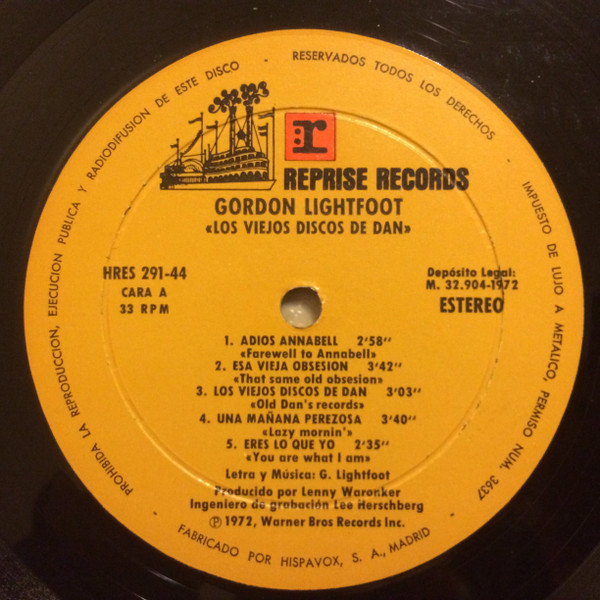 PROHIBIDA LA REPRODUCCION, EJECUCION PUBLICA Y RADIODIFUSION DE ESTE DISCO - RESERVADOS TODOS LOS DERECHOS
IMPUESTO DE LUJO A METALICO, PERMISO NUM. 3637
r
REPRISE RECORDS
GORDON LIGHTFOOT
«LOS VIEJOS DISCOS DE DAN»
HRES 291-44
CARA A
33 RPM
Depósito Legal:
M. 32.904-1972
ESTEREO
1. ADIOS ANNABELL 2'58''
«Farewell to Annabell»
2. ESA VIEJA OBSESION 3'42''
«That same old obsesion»
3. LOS VIEJOS DISCOS DE DAN 3'03''
«Old Dan's records»
4. UNA MAÑANA PEREZOSA 3'40''
«Lazy mornin'»
5. ERES LO QUE YO 2'35''
«You are what I am»
Letra y Música: G. Lightfoot
Producido por Lenny Waronker
Ingeniero de grabación Lee Herschberg
Ⓟ 1972, Warner Bros Records Inc.
FABRICADO POR HISPAVOX, S. A., MADRID